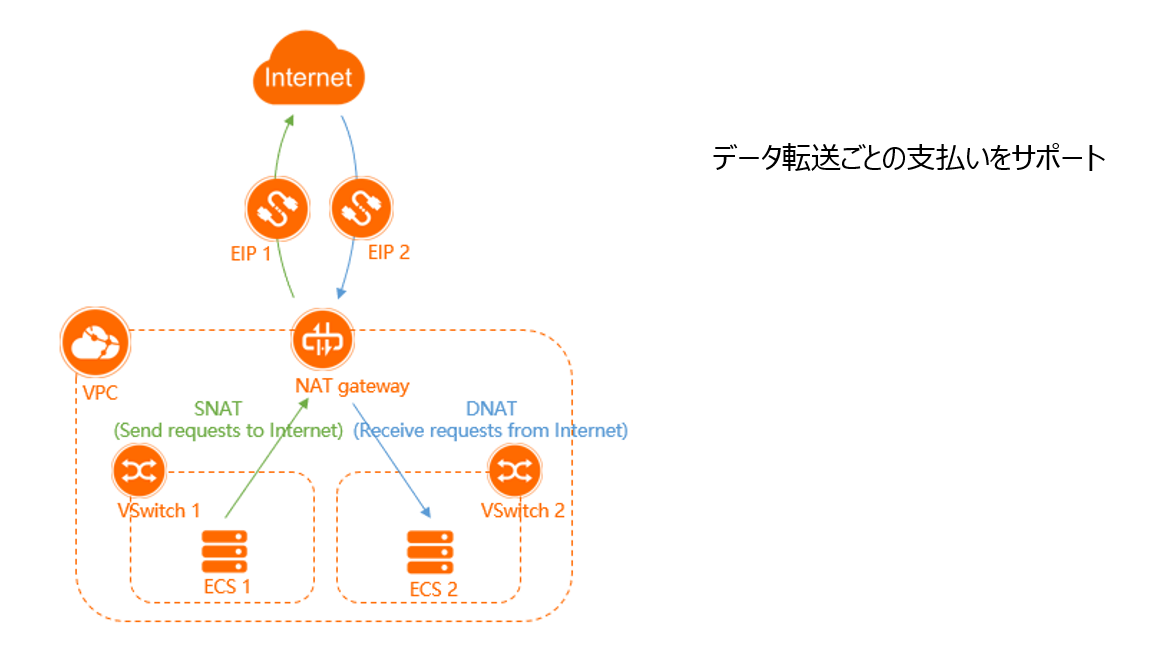 Internet
データ転送ごとの支払いをサポート
EIP 1
EIP 2
VPC
NAT gateway
SNAT
(Send requests to Internet)
DNAT
(Receive requests from Internet)
VSwitch 1
VSwitch 2
ECS 1
ECS 2